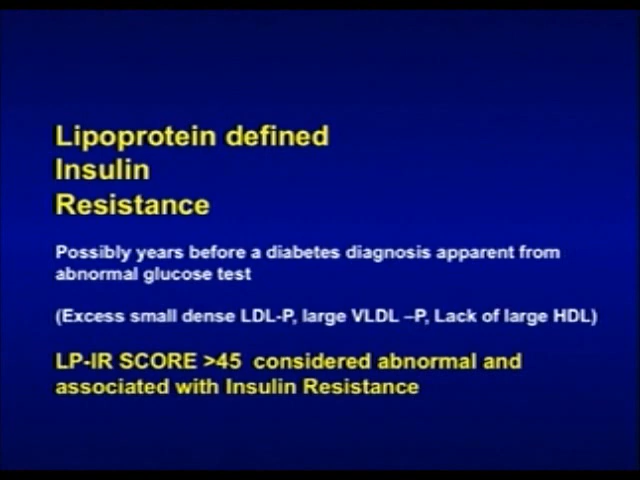 Lipoprotein defined
Insulin
Resistance
Possibly years before a diabetes diagnosis apparent from
abnormal glucose test
(Excess small dense LDL-P, large VLDL –P, Lack of large HDL)
LP-IR SCORE >45 considered abnormal and
associated with Insulin Resistance